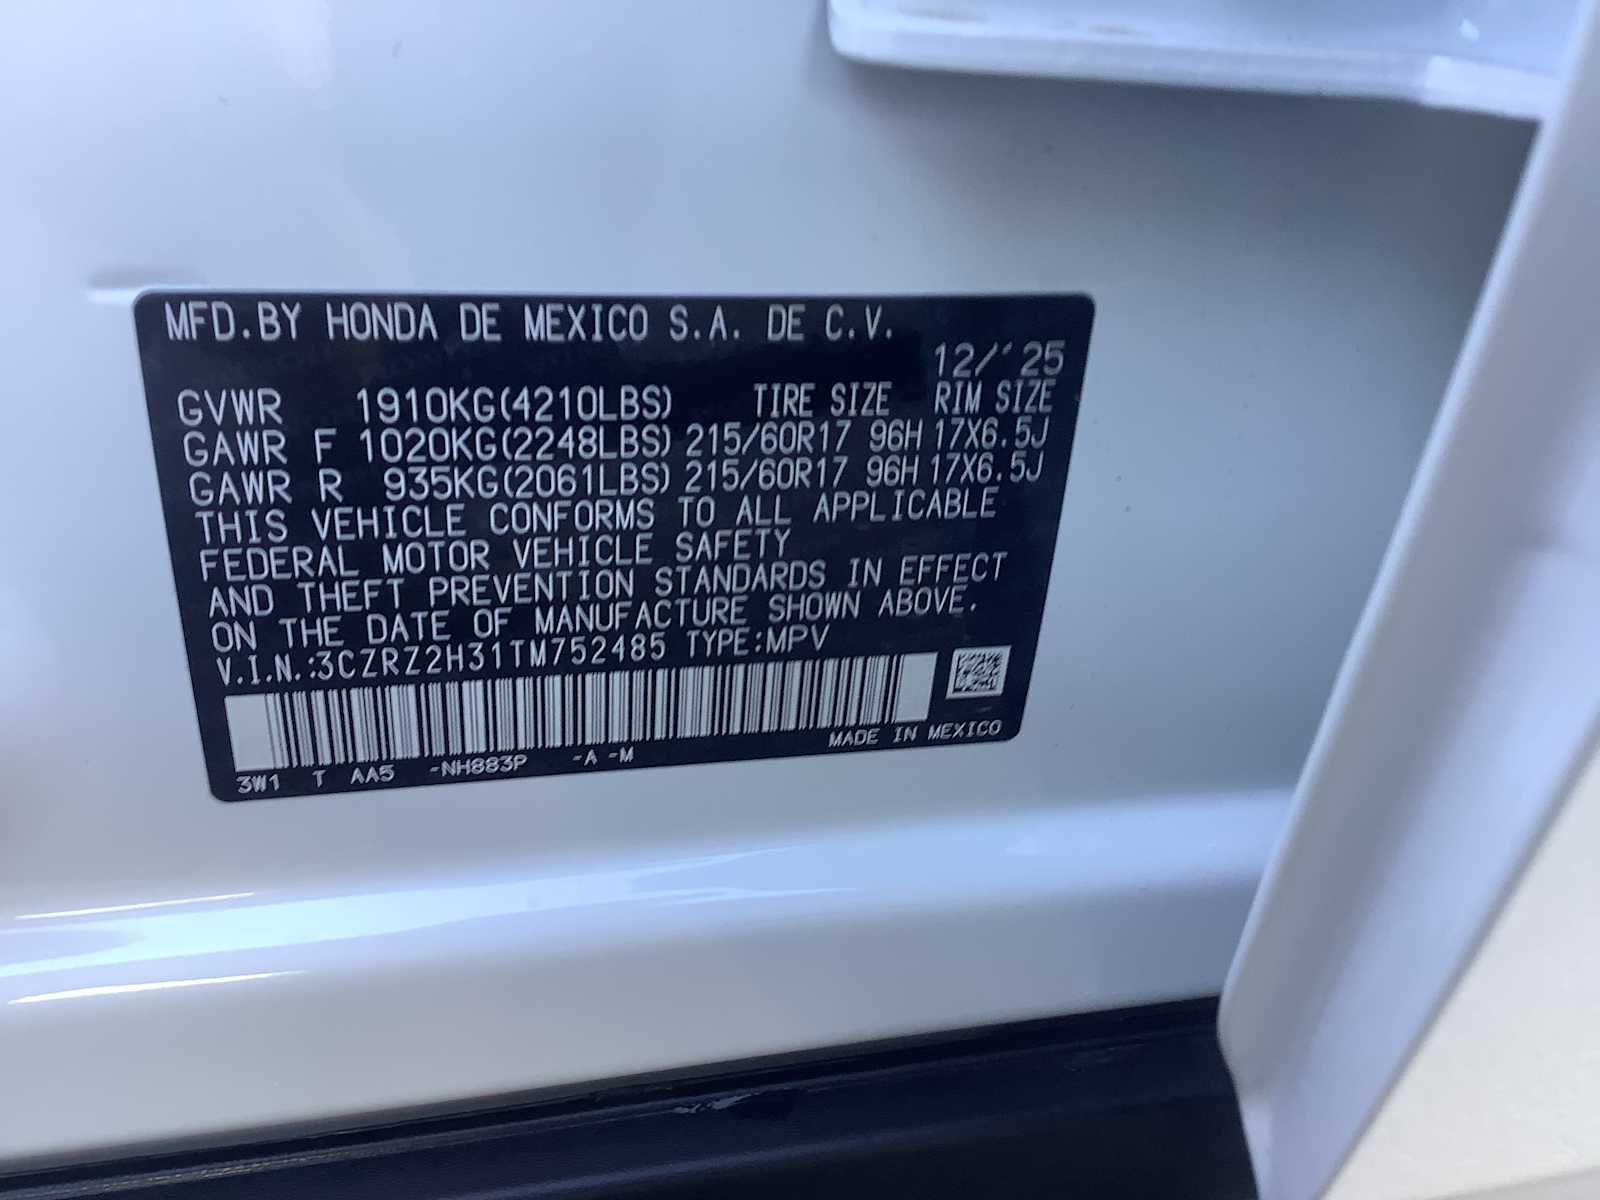 MFD.BY HONDA DE MEXICO S.A. DE C.V.
12/'25
GVWR 1910KG(4210LBS) TIRE SIZE RIM SIZE
GAWR F 1020KG(2248LBS) 215/60R17 96H 17X6.5J
GAWR R 935KG(2061LBS) 215/60R17 96H 17X6.5J
THIS VEHICLE CONFORMS TO ALL APPLICABLE
FEDERAL MOTOR VEHICLE SAFETY
AND THEFT PREVENTION STANDARDS IN EFFECT
ON THE DATE OF MANUFACTURE SHOWN ABOVE.
V.I.N.:3CZRZ2H31TM752485 TYPE:MPV
MADE IN MEXICO
3W1 T AA5 -NH883P -A -M